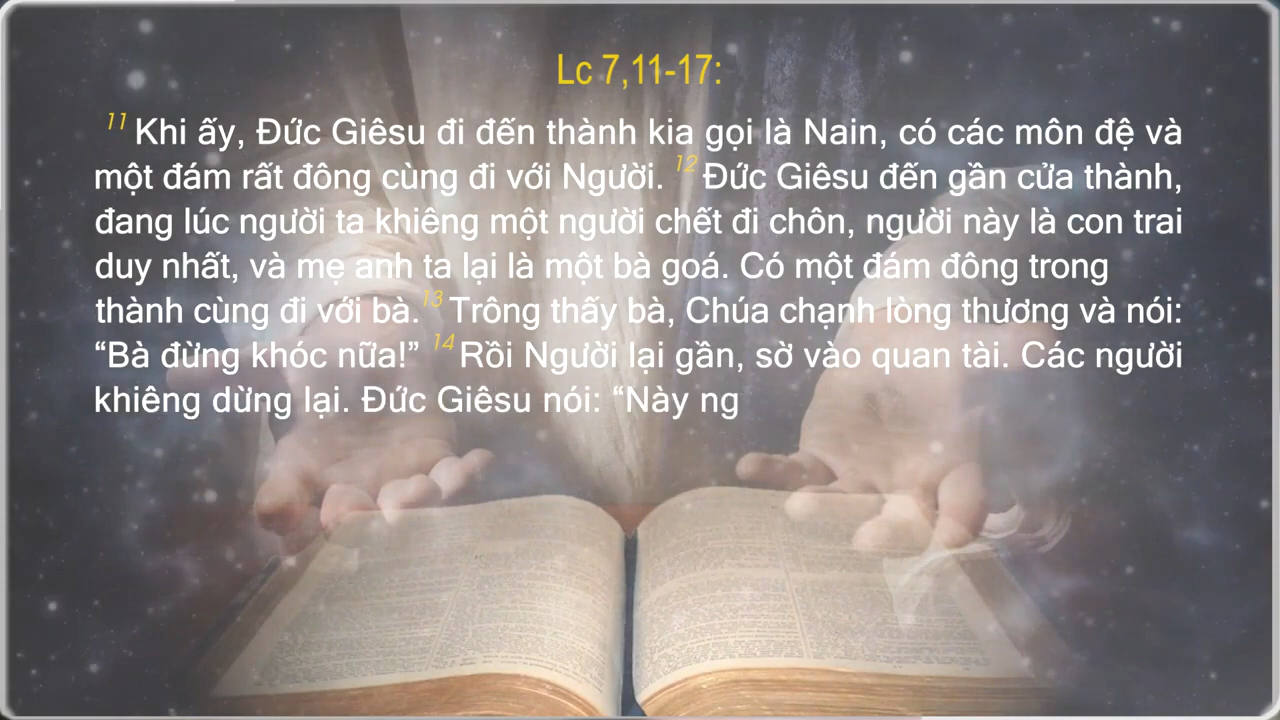 Lc 7,11-17:
11 Khi ấy, Đức Giêsu đi đến thành kia gọi là Nain, có các môn đệ và
một đám rất đông cùng đi với Người. 12 Đức Giêsu đến gần cửa thành,
đang lúc người ta khiêng một người chết đi chôn, người này là con trai
duy nhất, và mẹ anh ta lại là một bà goá. Có một đám đông trong
thành cùng đi với bà. 13 Trông thấy bà, Chúa chạnh lòng thương và nói:
“Bà đừng khóc nữa!” 14 Rồi Người lại gần, sờ vào quan tài. Các người
khiêng dừng lại. Đức Giêsu nói: “Này ng